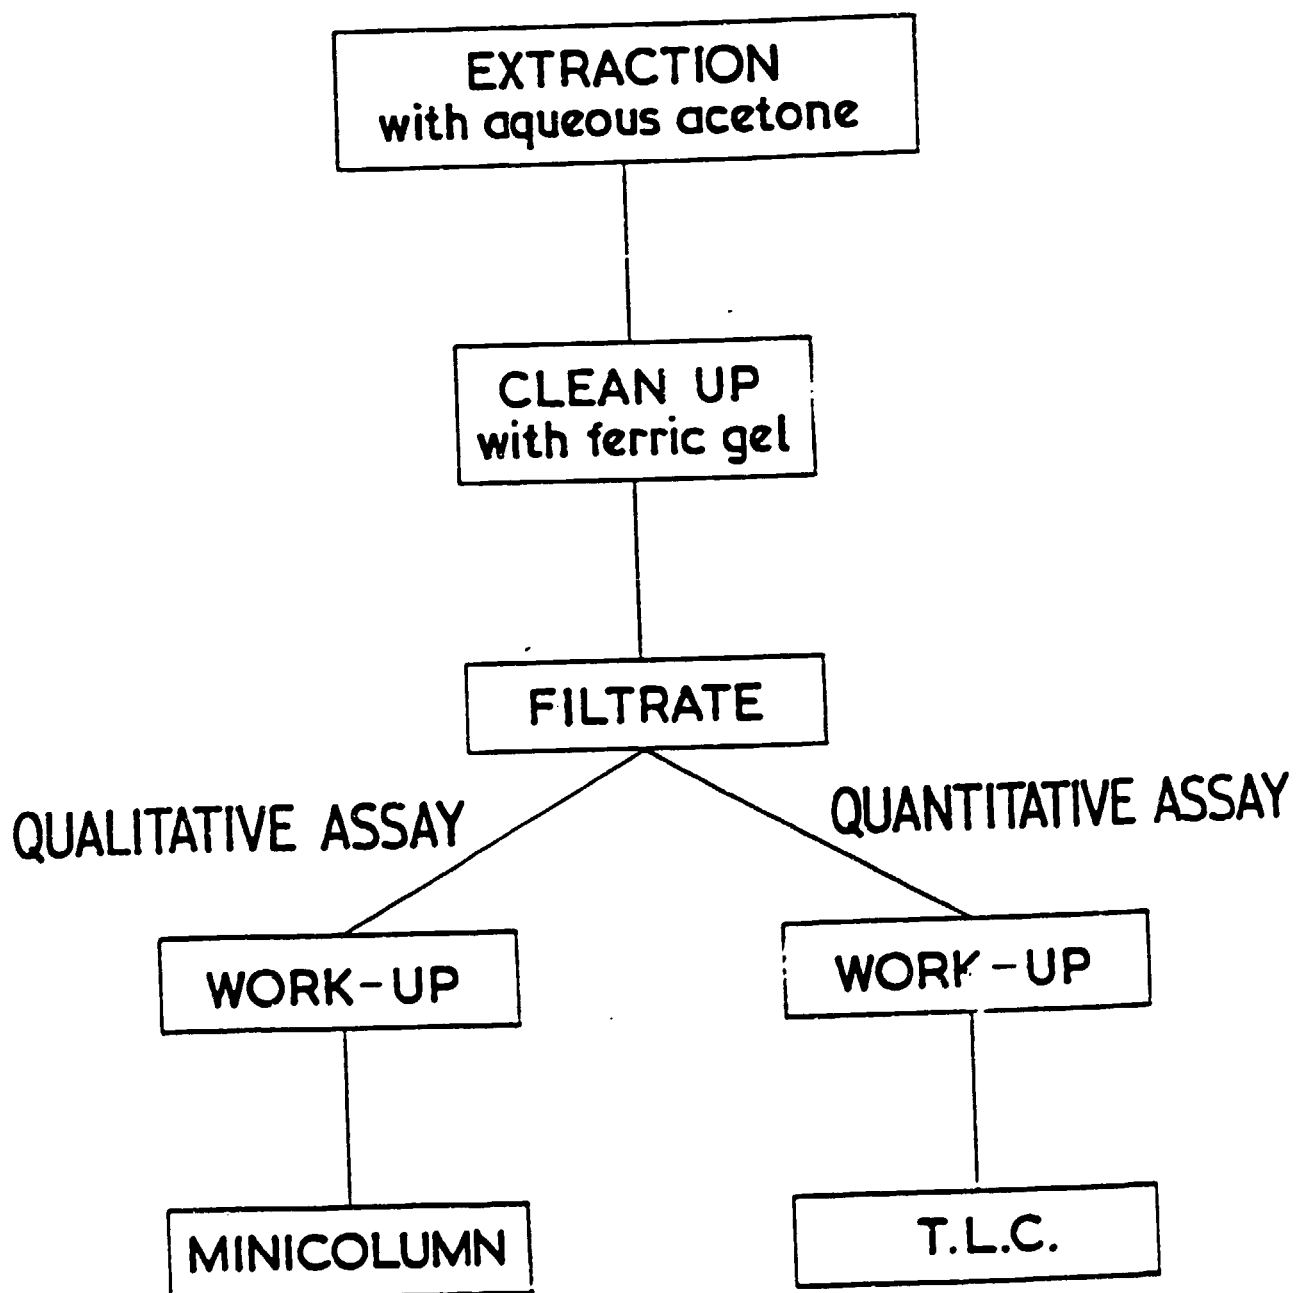 EXTRACTION
with aqueous acetone
CLEAN UP
with ferric gel
FILTRATE
QUALITATIVE ASSAY
QUANTITATIVE ASSAY
WORK-UP
WORK-UP
MINICOLUMN
T.L.C.